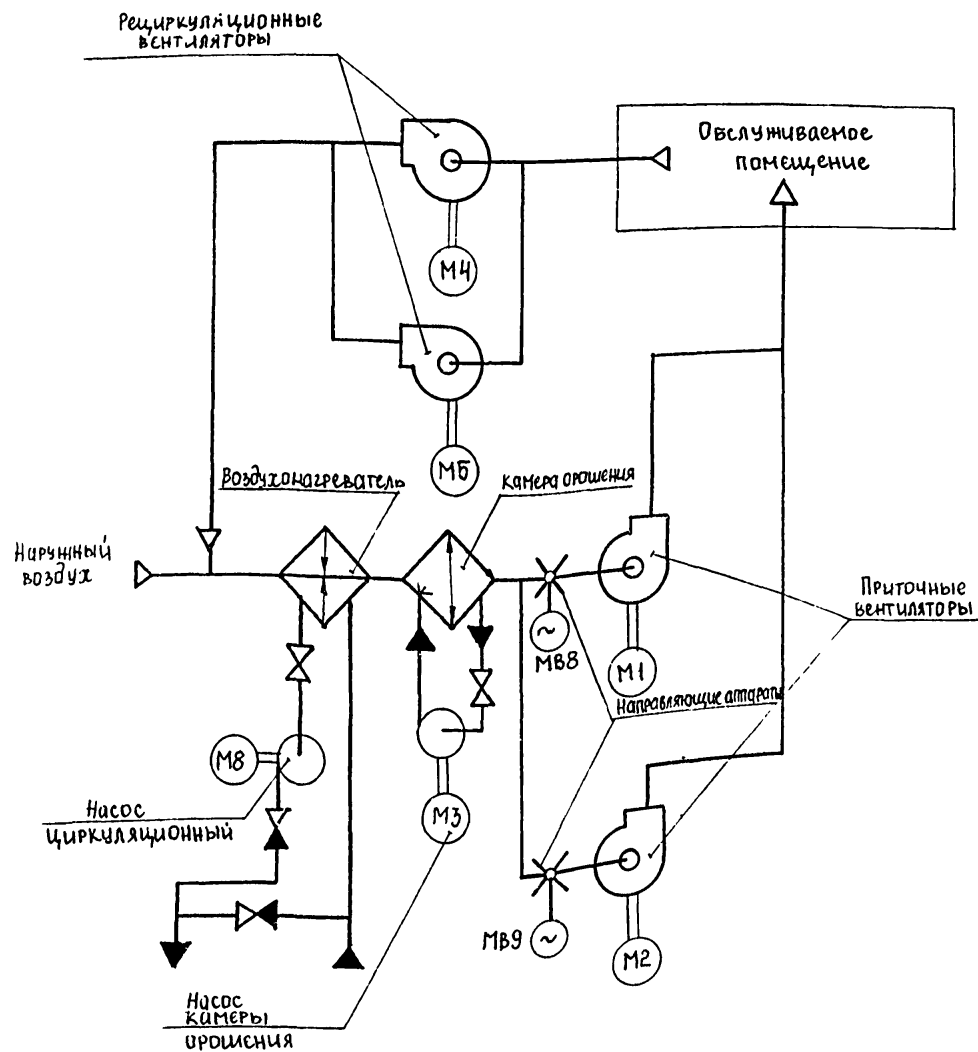 Рециркуляционные
вентиляторы
Обслуживаемое
помещение
М4
М5
Воздухонагреватель
Камера орошения
Наружный
воздух
Приточные
вентиляторы
~
МВ8
М1
Направляющие аппараты
М8
М3
Насос
циркуляционный
МВ9
~
М2
Насос
камеры
орошения